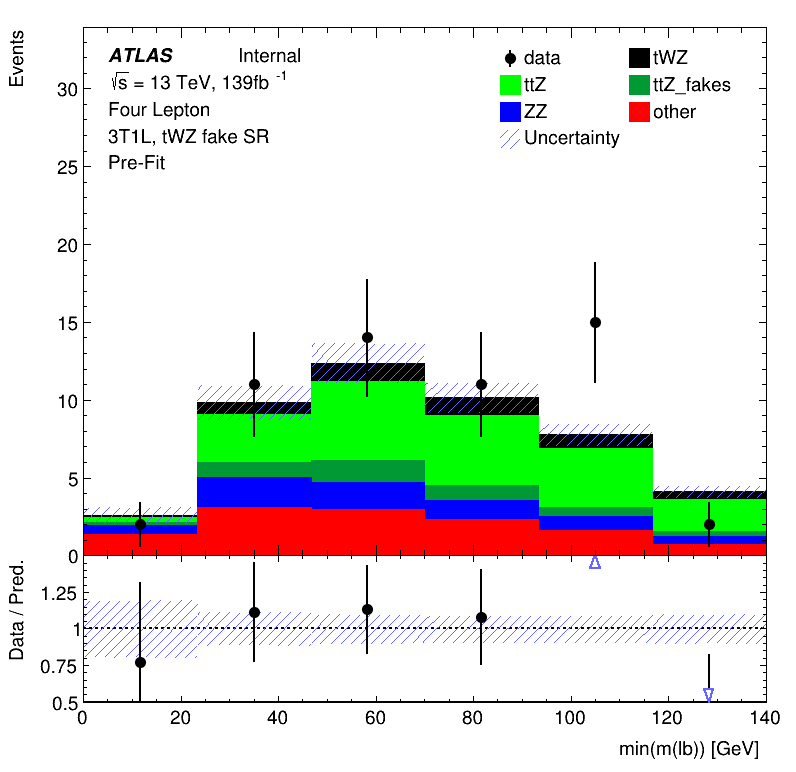 Events
ATLAS Internal
√s = 13 TeV, 139fb -1
Four Lepton
3T1L, tWZ fake SR
Pre-Fit
data tWZ
ttZ ttZ_fakes
ZZ other
Uncertainty
30
25
20
15
10
5
0
Data / Pred.
1.25
1
0.75
0.5
0 20 40 60 80 100 120 140
min(m(lb)) [GeV]